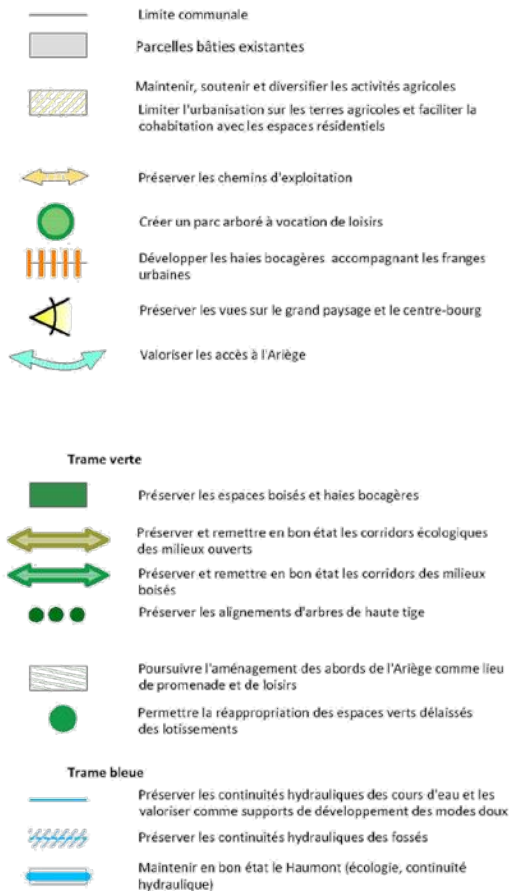 Limite communale
Parcelles bâties existantes
Maintenir, soutenir et diversifier les activités agricoles
Limiter l'urbanisation sur les terres agricoles et faciliter la
cohabitation avec les espaces résidentiels
Préserver les chemins d'exploitation
Créer un parc arboré à vocation de loisirs
Développer les haies bocagères accompagnant les franges
urbaines
Préserver les vues sur le grand paysage et le centre-bourg
Valoriser les accès à l'Ariège
Trame verte
Préserver les espaces boisés et haies bocagères
Préserver et remettre en bon état les corridors écologiques
des milieux ouverts
Préserver et remettre en bon état les corridors des milieux
boisés
Préserver les alignements d'arbres de haute tige
Poursuivre l'aménagement des abords de l'Ariège comme lieu
de promenade et de loisirs
Permettre la réappropriation des espaces verts délaissés
des lotissements
Trame bleue
Préserver les continuités hydrauliques des cours d'eau et les
valoriser comme supports de développement des modes doux
Préserver les continuités hydrauliques des fossés
Maintenir en bon état le Haumont (écologie, continuité
hydraulique)